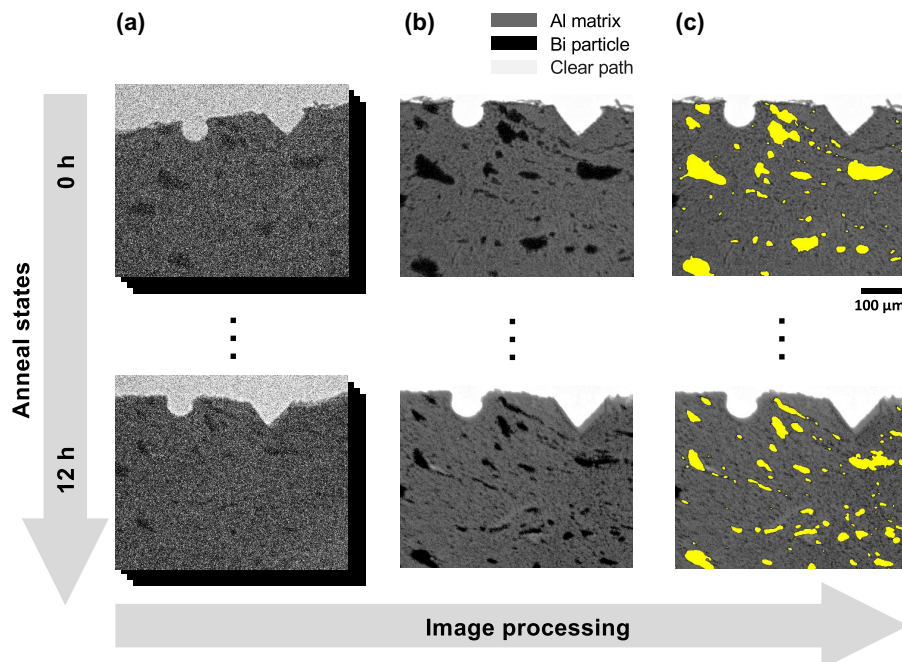 (a)
(b)
(c)
Al matrix
Bi particle
Clear path
0 h
100 µm
Anneal states
12 h
Image processing